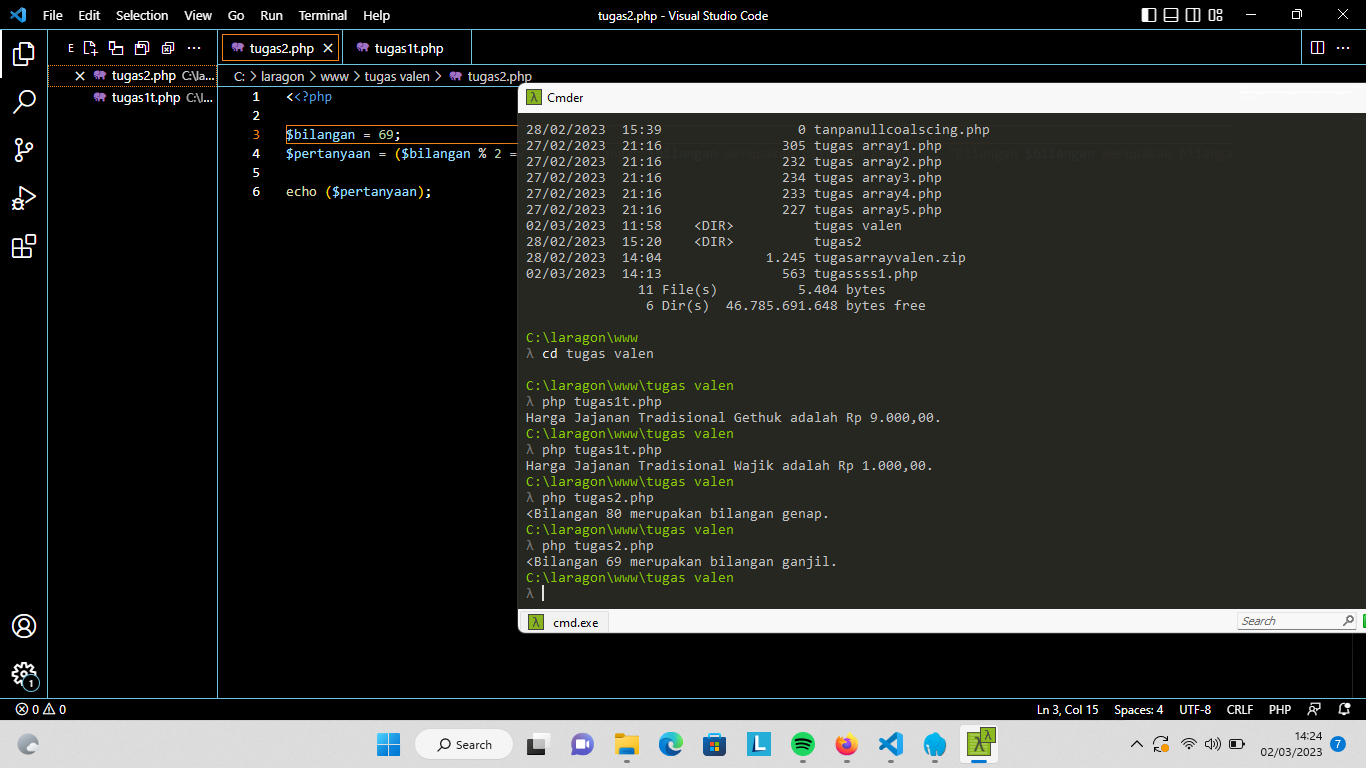 File Edit Selection View Go Run Terminal Help
tugas2.php - Visual Studio Code
E
tugas2.php
tugas1t.php
tugas2.php C:\la...
tugas1t.php C:\l...
C: > laragon > www > tugas valen > tugas2.php
1 <<?php
2
3 $bilangan = 69;
4 $pertanyaan = ($bilangan % 2 =
5
6 echo ($pertanyaan);
Cmder
28/02/2023 15:39 0 tanpanullcoalscing.php
27/02/2023 21:16 305 tugas array1.php
27/02/2023 21:16 232 tugas array2.php
27/02/2023 21:16 234 tugas array3.php
27/02/2023 21:16 233 tugas array4.php
27/02/2023 21:16 227 tugas array5.php
02/03/2023 11:58 <DIR> tugas valen
28/02/2023 15:20 <DIR> tugas2
28/02/2023 14:04 1.245 tugasarrayvalen.zip
02/03/2023 14:13 563 tugassss1.php
11 File(s) 5.404 bytes
6 Dir(s) 46.785.691.648 bytes free
C:\laragon\www
λ cd tugas valen
C:\laragon\www\tugas valen
λ php tugas1t.php
Harga Jajanan Tradisional Gethuk adalah Rp 9.000,00.
C:\laragon\www\tugas valen
λ php tugas1t.php
Harga Jajanan Tradisional Wajik adalah Rp 1.000,00.
C:\laragon\www\tugas valen
λ php tugas2.php
<Bilangan 80 merupakan bilangan genap.
C:\laragon\www\tugas valen
λ php tugas2.php
<Bilangan 69 merupakan bilangan ganjil.
C:\laragon\www\tugas valen
λ
λ cmd.exe
Search
1
0 0
Ln 3, Col 15 Spaces: 4 UTF-8 CRLF PHP
Search
L
λ
14:24
02/03/2023
7